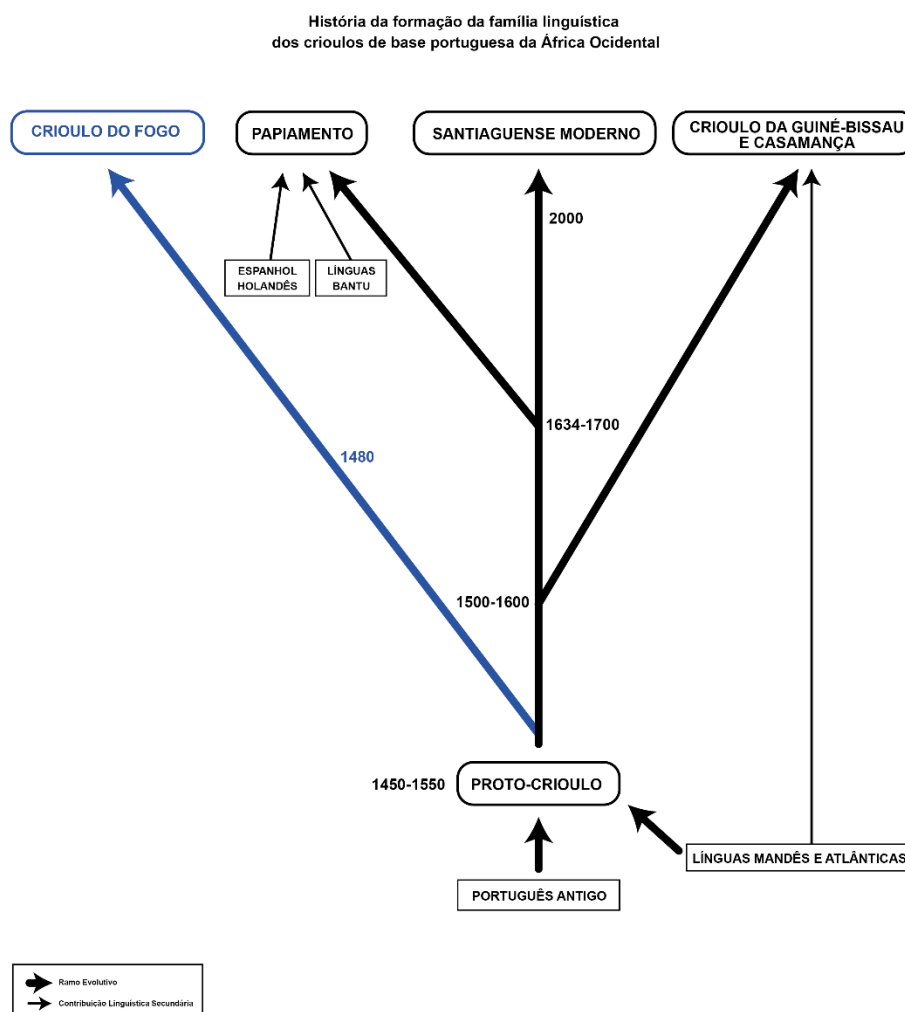 História da formação da família linguística
dos crioulos de base portuguesa da África Ocidental
CRIOULO DO FOGO
PAPIAMENTO
SANTIAGUENSE MODERNO
CRIOULO DA GUINÉ-BISSAU
E CASAMANÇA
2000
ESPANHOL
HOLANDÊS
LÍNGUAS
BANTU
1634-1700
1480
1500-1600
1450-1550
PROTO-CRIOULO
LÍNGUAS MANDÊS E ATLÂNTICAS
PORTUGUÊS ANTIGO
Ramo Evolutivo
Contribuição Linguística Secundária